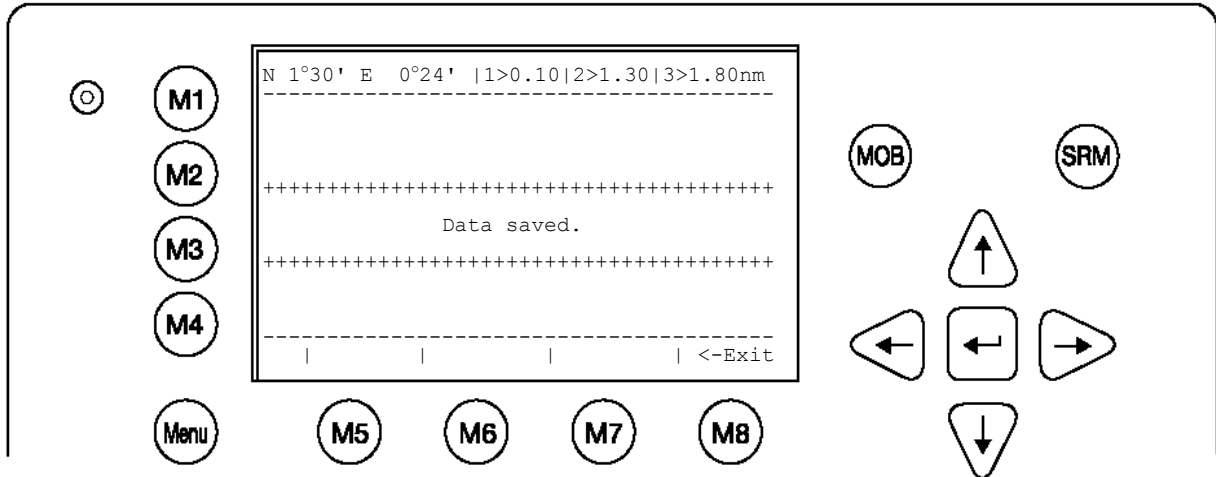 N 1°30' E  0°24' |1>0.10|2>1.30|3>1.80nm
----------------------------------------
++++++++++++++++++++++++++++++++++++++++
Data saved.
++++++++++++++++++++++++++++++++++++++++
----------------------------------------
| | | | <-Exit
M1
M2
M3
M4
Menu
M5
M6
M7
M8
MOB
SRM